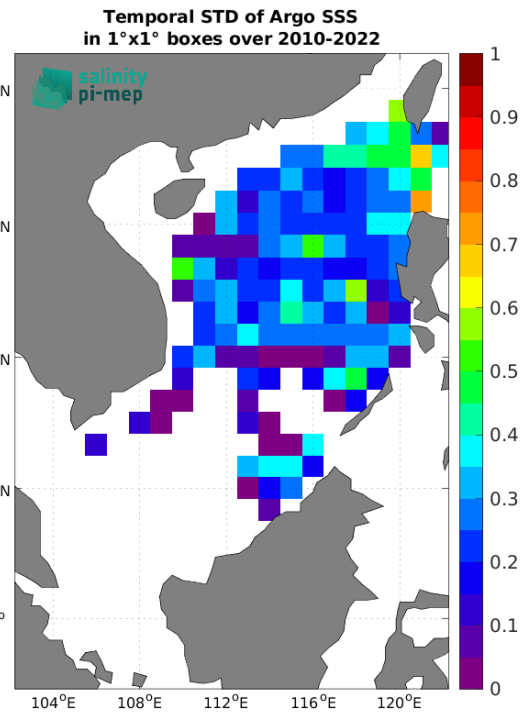 Temporal STD of Argo SSS
in 1°x1° boxes over 2010-2022
salinity
pi-mep
N
N
N
N
o
104°E 108°E 112°E 116°E 120°E
1
0.9
0.8
0.7
0.6
0.5
0.4
0.3
0.2
0.1
0